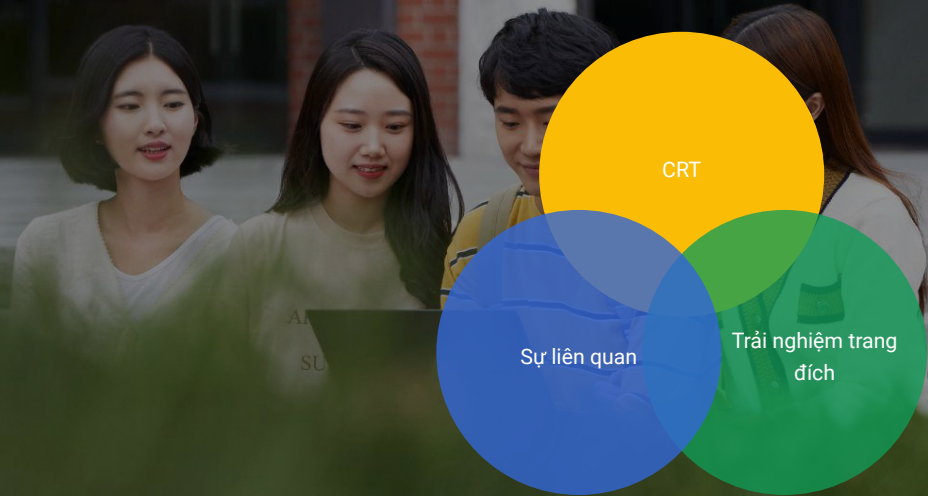 CRT
Sự liên quan
Trải nghiệm trang
đích